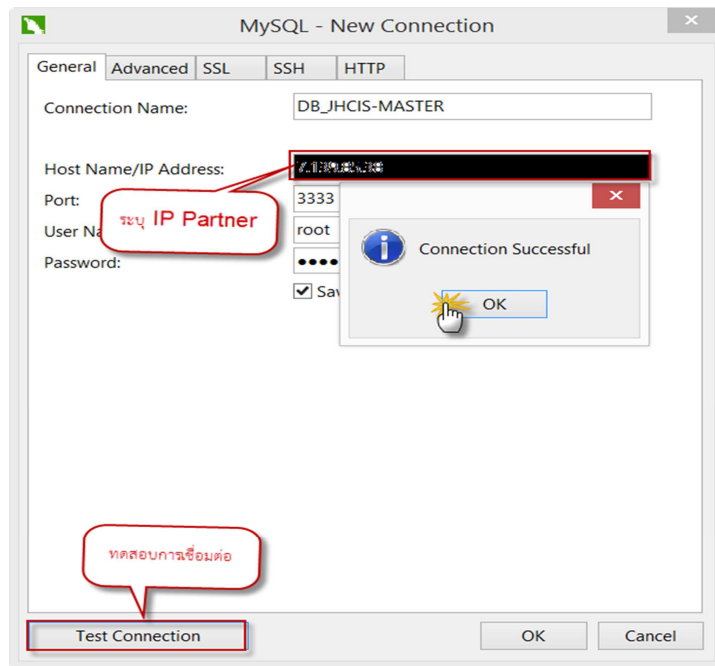 MySQL - New Connection
General Advanced SSL SSH HTTP
Connection Name: DB_JHCIS-MASTER
Host Name/IP Address:
Port: 3333
ระบุ IP Partner
User root
Password:
Connection Successful
OK
ทดสอบการเชื่อมต่อ
Test Connection OK Cancel